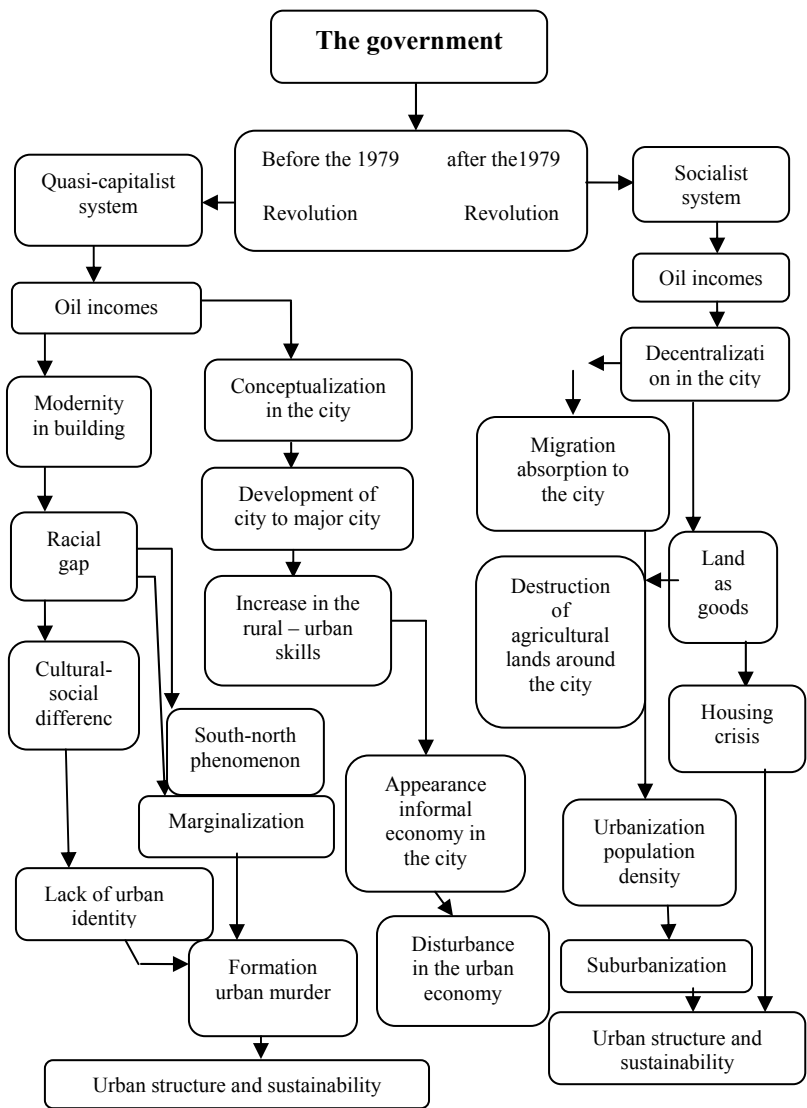 The government
Before the 1979 after the1979
Revolution Revolution
Quasi-capitalist
system
Socialist
system
Oil incomes
Oil incomes
Modernity
in building
Conceptualization
in the city
Decentralizati
on in the city
Migration
absorption to
the city
Development of
city to major city
Racial
gap
Land
as
goods
Increase in the
rural – urban
skills
Destruction
of
agricultural
lands around
the city
Cultural-
social
differenc
South-north
phenomenon
Housing
crisis
Marginalization
Appearance
informal
economy in
the city
Urbanization
population
density
Lack of urban
identity
Formation
urban murder
Disturbance
in the urban
economy
Suburbanization
Urban structure and
sustainability
Urban structure and sustainability